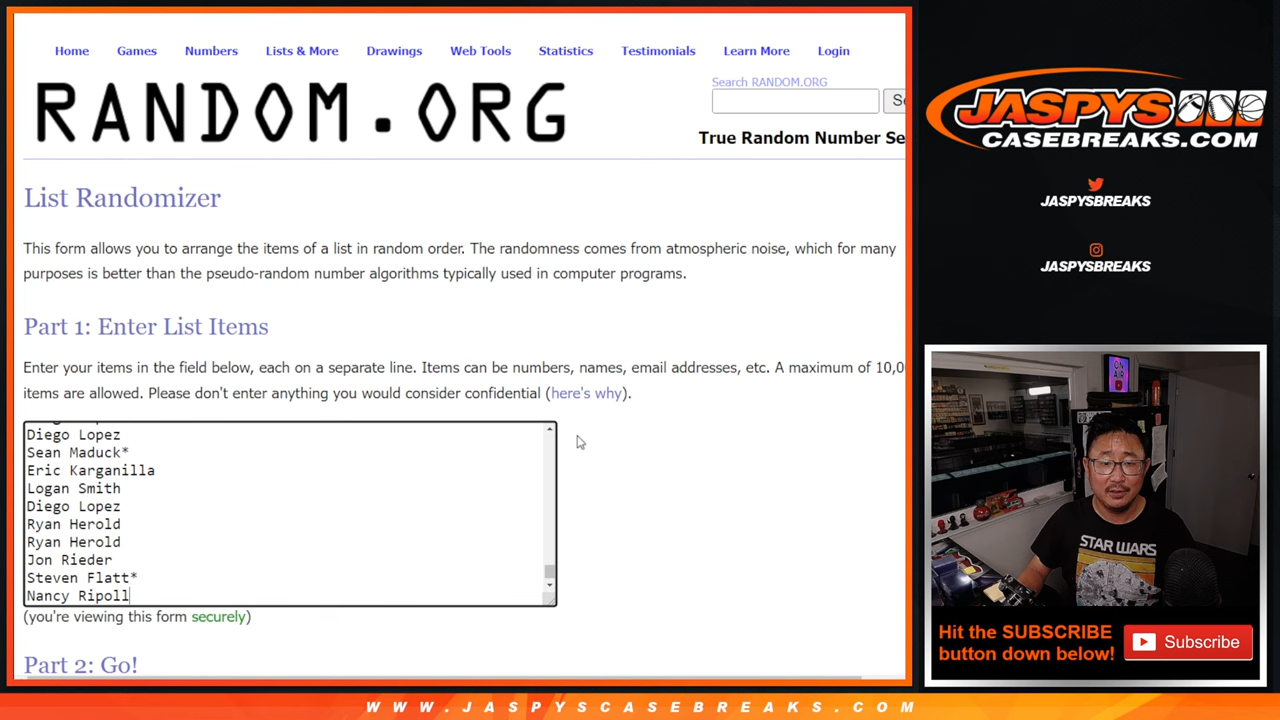 Home Games Numbers Lists & More Drawings Web Tools Statistics Testimonials Learn More Login
Search RANDOM.ORG
RANDOM.ORG
True Random Number Se
List Randomizer
This form allows you to arrange the items of a list in random order. The randomness comes from atmospheric noise, which for many
purposes is better than the pseudo-random number algorithms typically used in computer programs.
Part 1: Enter List Items
Enter your items in the field below, each on a separate line. Items can be numbers, names, email addresses, etc. A maximum of 10,0
items are allowed. Please don't enter anything you would consider confidential (here's why).
Diego Lopez
Sean Maduck*
Eric Karganilla
Logan Smith
Diego Lopez
Ryan Herold
Ryan Herold
Jon Rieder
Steven Flatt*
Nancy Ripoll
(you're viewing this form securely)
Part 2: Go!
JASPYS
CASEBREAKS.COM
JASPYSBREAKS
JASPYSBREAKS
ON
AIR
STAR WARS
Hit the SUBSCRIBE
button down below!
Subscribe
WWW.JASPYSCASEBREAKS.COM